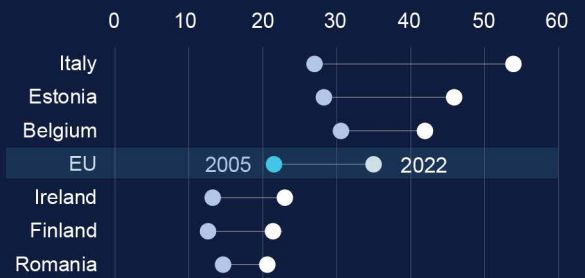 0 10 20 30 40 50 60
Italy
Estonia
Belgium
EU 2005 2022
Ireland
Finland
Romania